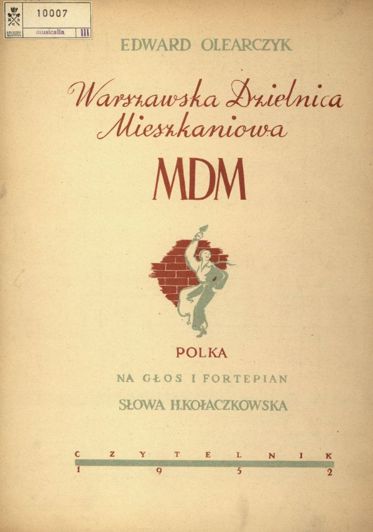 10007
musicalia III
EDWARD OLEARCZYK
Warszawska Dzielnica
Mieszkaniowa
MDM
POLKA
NA GŁOS I FORTEPIAN
SŁOWA H.KOŁACZKOWSKA
CZYTELNIK
1952